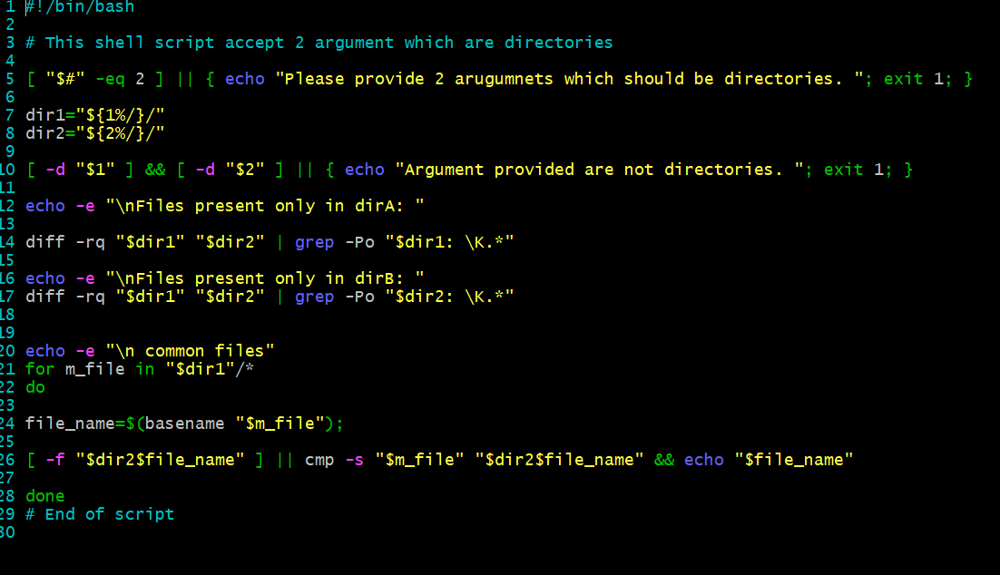 1 #!/bin/bash
2
3 # This shell script accept 2 argument which are directories
4
5 [ "$#" -eq 2 ] || { echo "Please provide 2 arugumnets which should be directories. "; exit 1; }
6
7 dir1="${1%/}/"
8 dir2="${2%/}/"
9
10 [ -d "$1" ] && [ -d "$2" ] || { echo "Argument provided are not directories. "; exit 1; }
11
12 echo -e "\nFiles present only in dirA: "
13
14 diff -rq "$dir1" "$dir2" | grep -Po "$dir1: \K.*"
15
16 echo -e "\nFiles present only in dirB: "
17 diff -rq "$dir1" "$dir2" | grep -Po "$dir2: \K.*"
18
19
20 echo -e "\n common files"
21 for m_file in "$dir1"/*
22 do
23
24 file_name=$(basename "$m_file");
25
26 [ -f "$dir2$file_name" ] || cmp -s "$m_file" "$dir2$file_name" && echo "$file_name"
27
28 done
29 # End of script
30